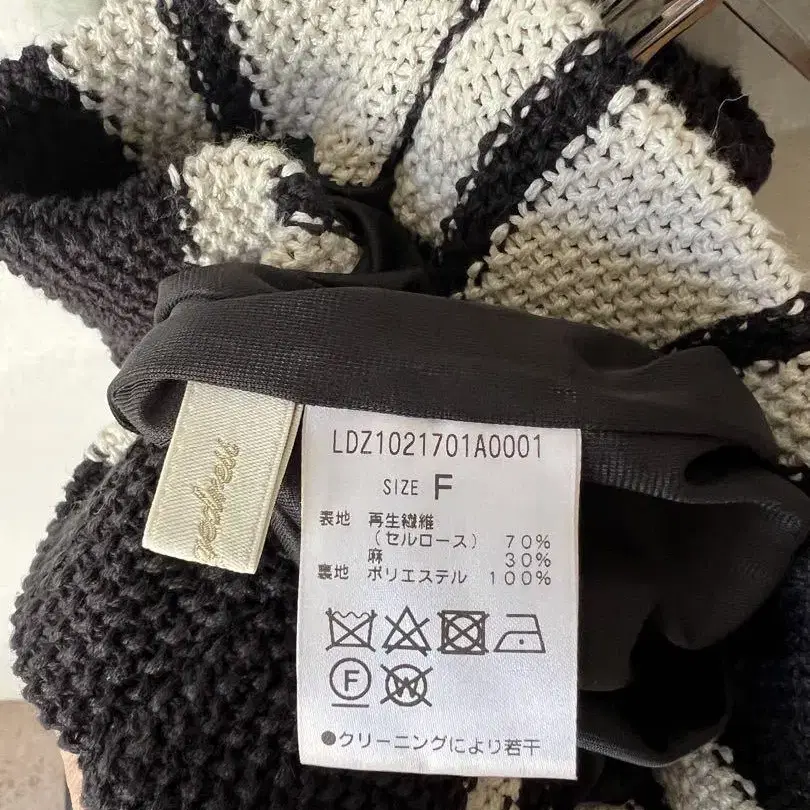 LDZ1021701A0001
SIZE F
表地 再生繊維
(セルロース) 70%
麻 30%
裏地 ポリエステル 100%
F
W
●クリーニングにより若干